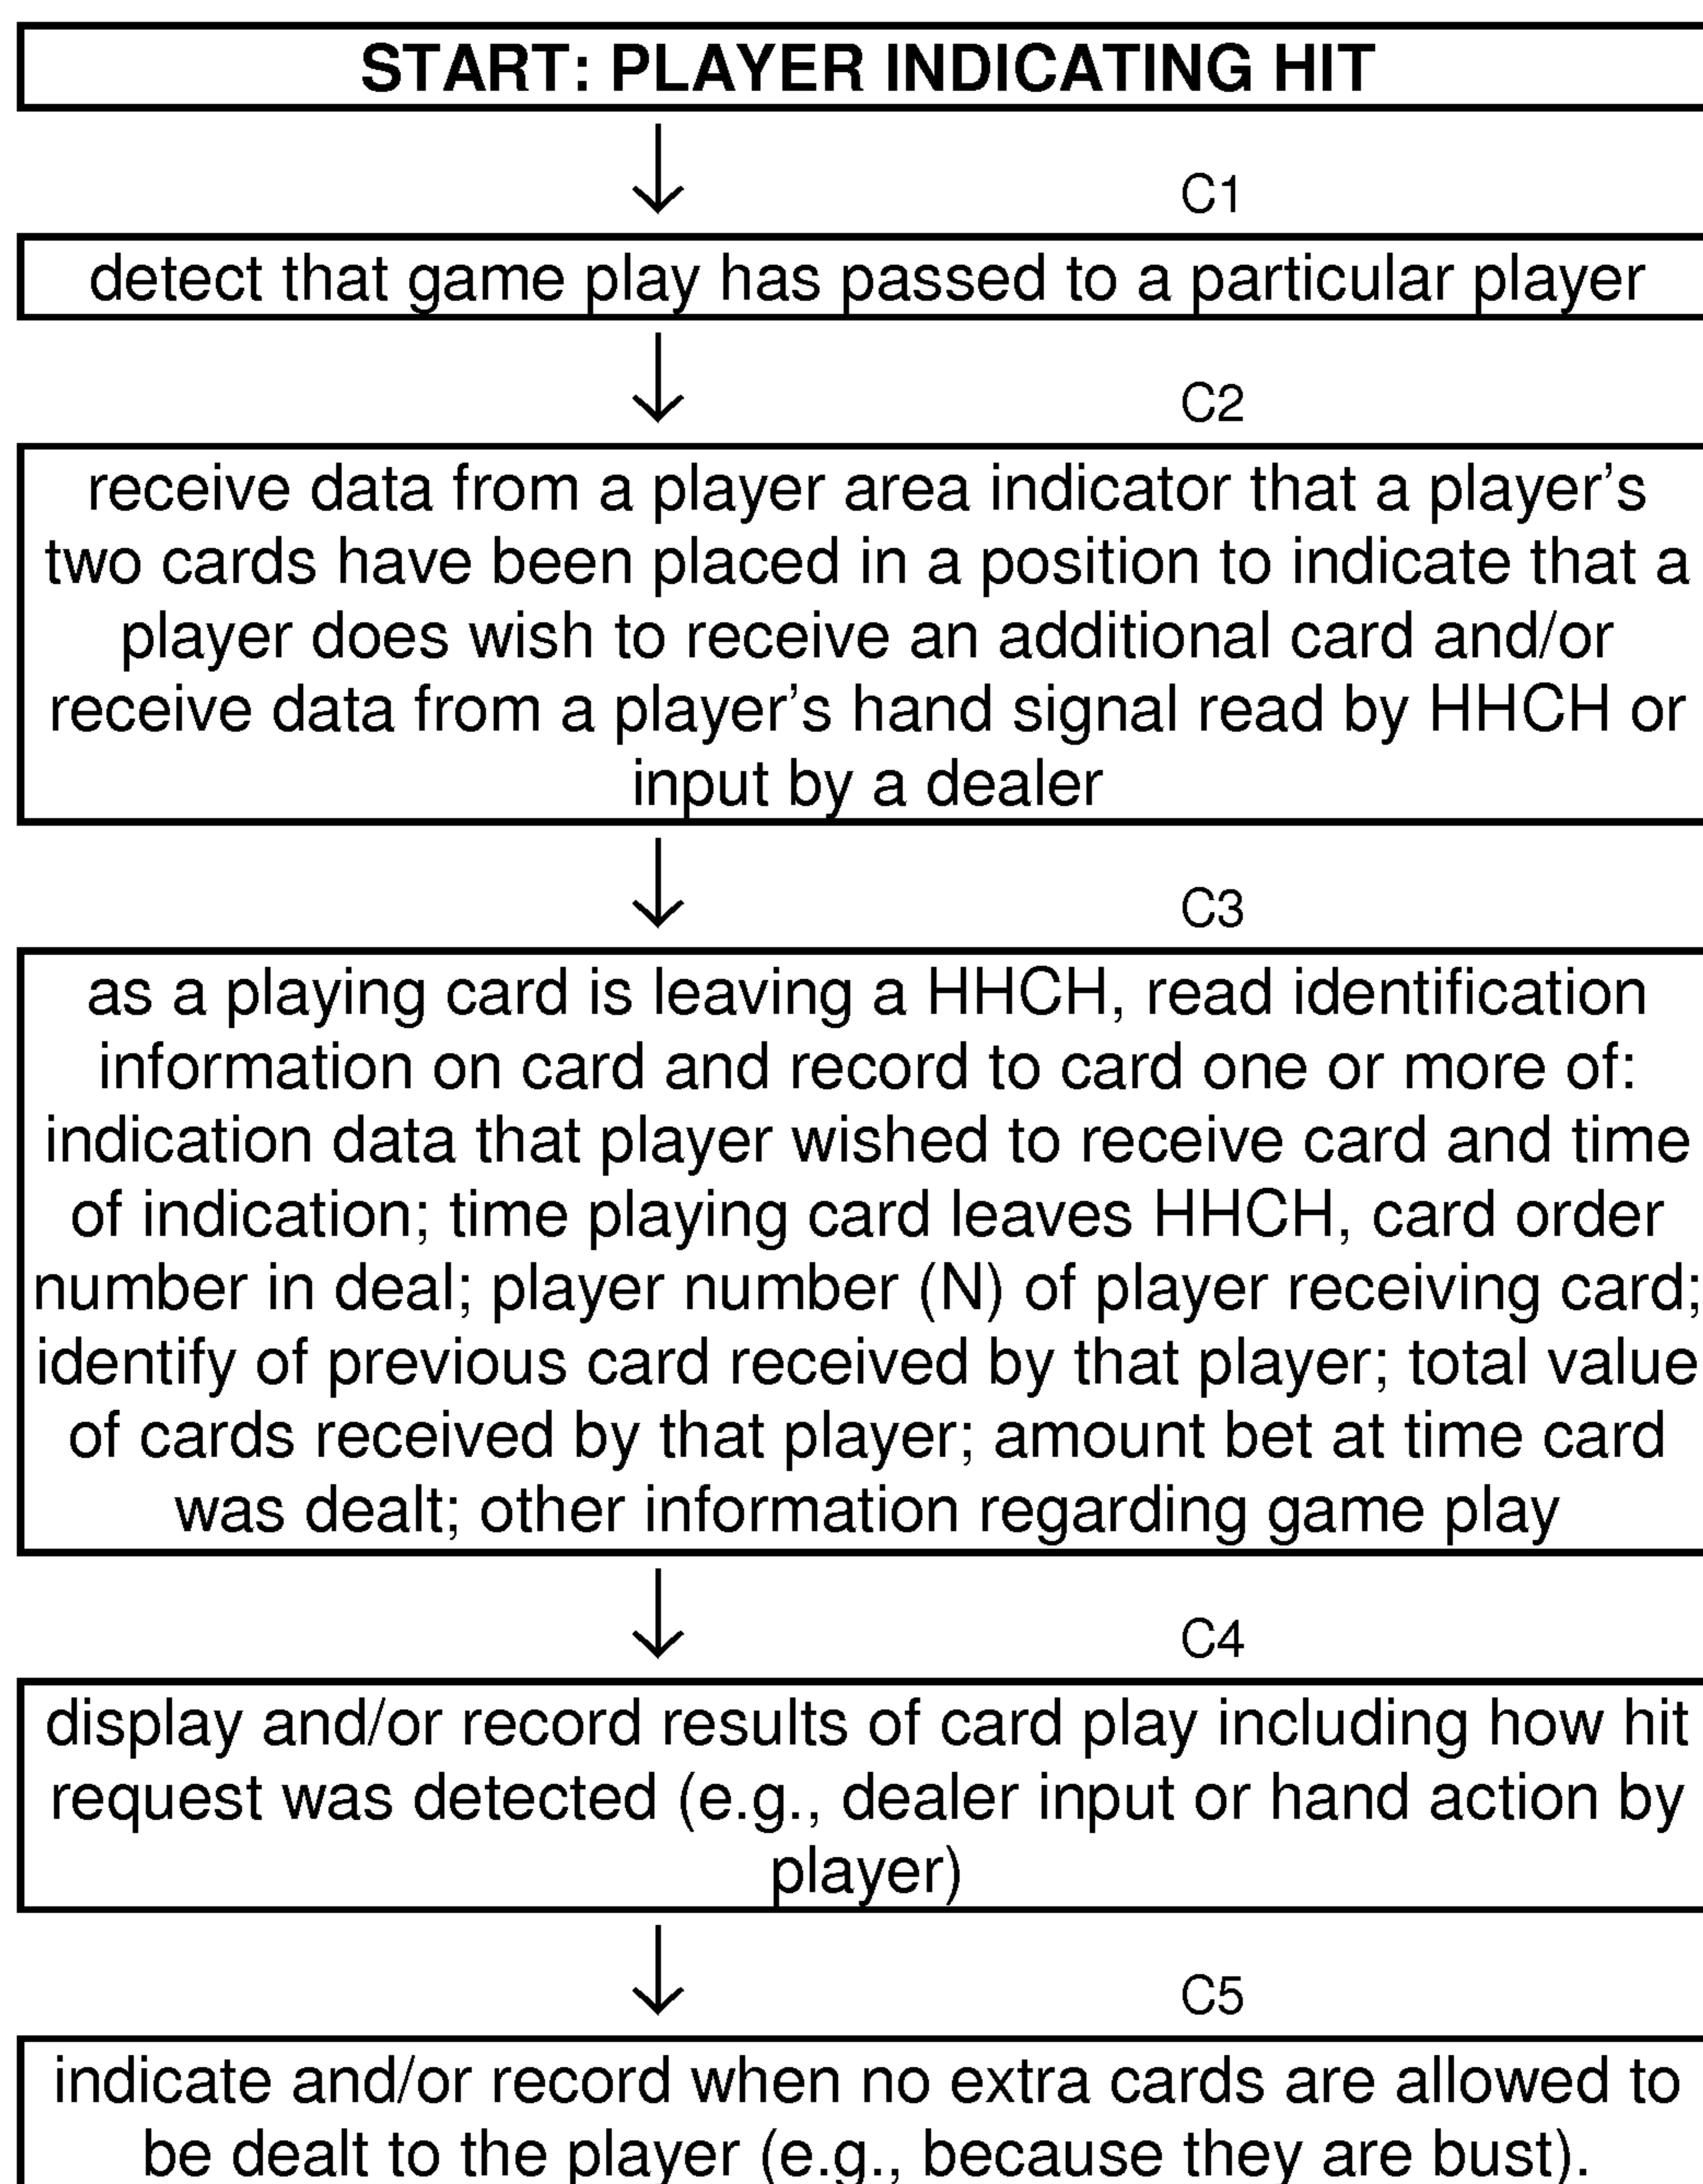 START: PLAYER INDICATING HIT
C1
detect that game play has passed to a particular player
C2
receive data from a player area indicator that a player’s
two cards have been placed in a position to indicate that a
player does wish to receive an additional card and/or
receive data from a player’s hand signal read by HHCH or
input by a dealer
C3
as a playing card is leaving a HHCH, read identification
information on card and record to card one or more of:
indication data that player wished to receive card and time
of indication; time playing card leaves HHCH, card order
number in deal; player number (N) of player receiving card;
identify of previous card received by that player; total value
of cards received by that player; amount bet at time card
was dealt; other information regarding game play
C4
display and/or record results of card play including how hit
request was detected (e.g., dealer input or hand action by
player)
C5
indicate and/or record when no extra cards are allowed to
be dealt to the player (e.g., because they are bust).